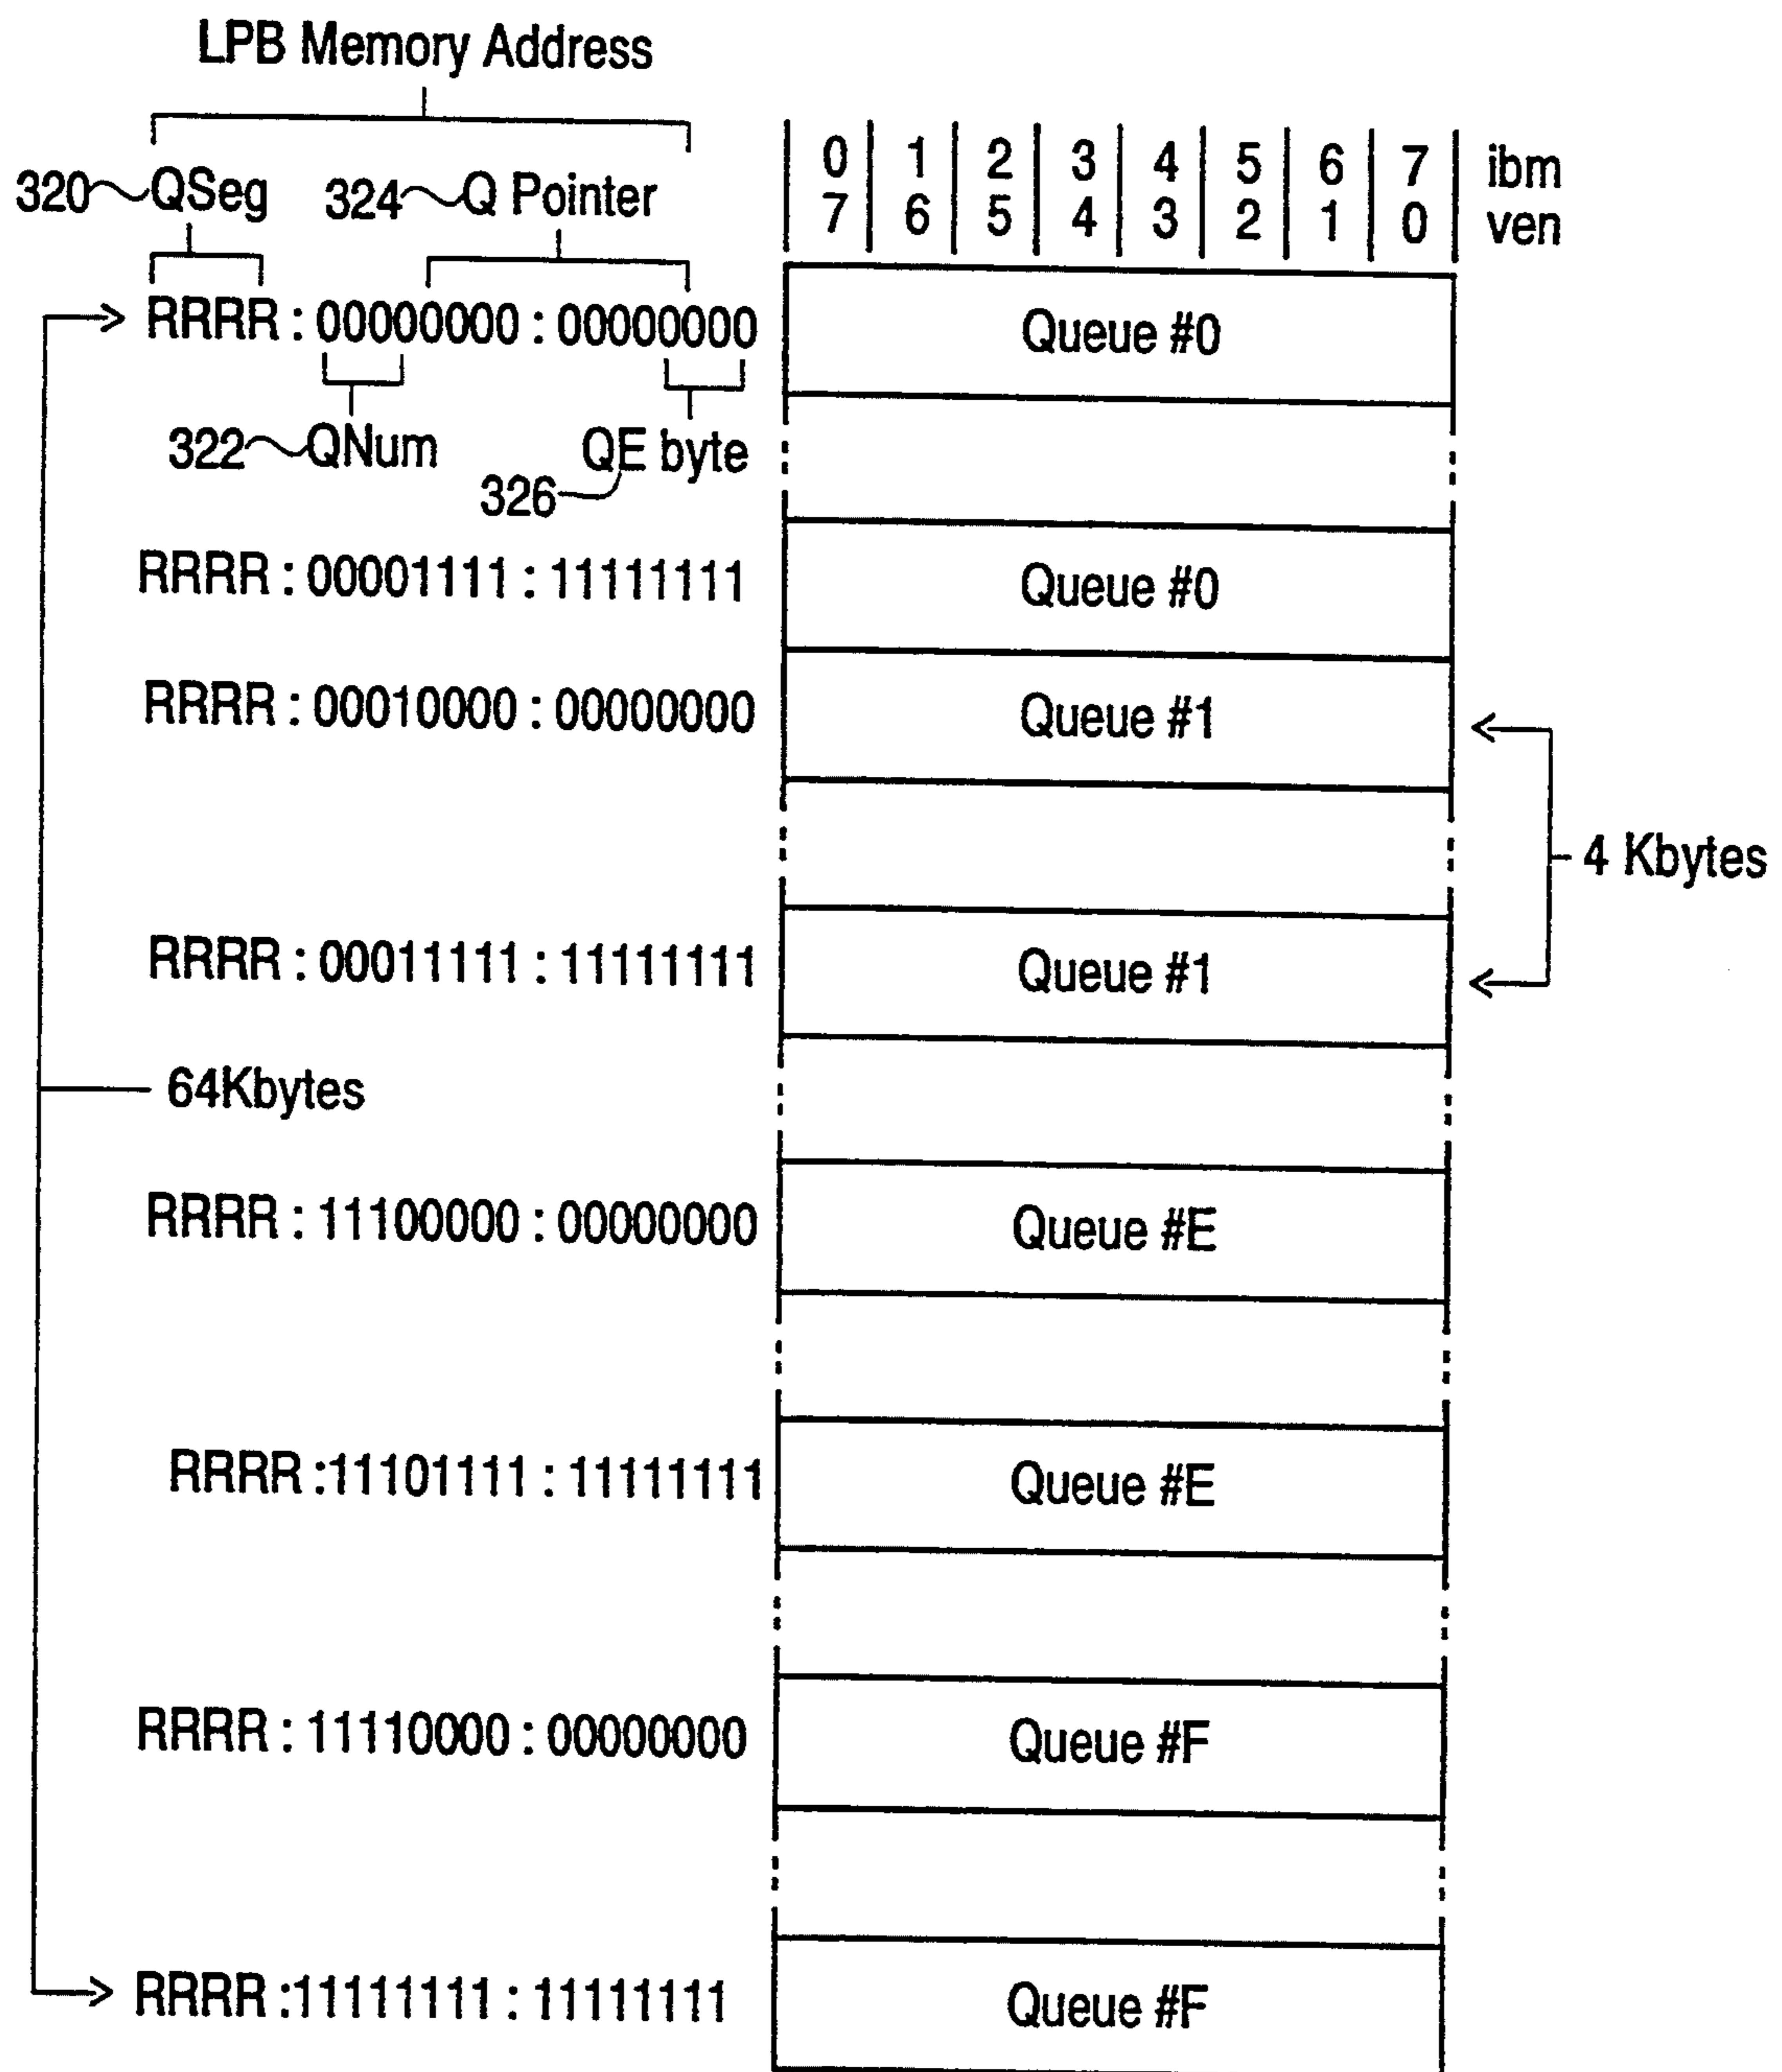 LPB Memory Address
0 1 2 3 4 5 6 7 ibm
7 6 5 4 3 2 1 0 ven
320 QSeg 324 Q Pointer
RRRR : 00000000 : 00000000 Queue #0
322 QNum QE byte
326
RRRR : 00001111 : 11111111 Queue #0
RRRR : 00010000 : 00000000 Queue #1
4 Kbytes
RRRR : 00011111 : 11111111 Queue #1
64Kbytes
RRRR : 11100000 : 00000000 Queue #E
RRRR :11101111 : 11111111 Queue #E
RRRR : 11110000 : 00000000 Queue #F
RRRR :11111111 : 11111111 Queue #F